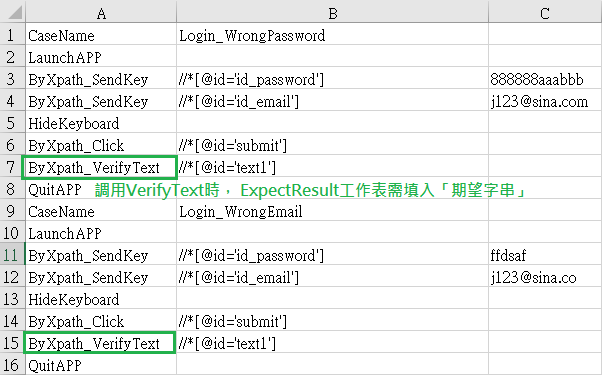 A B C
1 CaseName Login_WrongPassword
2 LaunchAPP
3 ByXpath_SendKey //*[@id='id_password'] 888888aaabbb
4 ByXpath_SendKey //*[@id='id_email'] j123@sina.com
5 HideKeyboard
6 ByXpath_Click //*[@id='submit']
7 ByXpath_VerifyText //*[@id='text1']
8 QuitAPP 調用VerifyText時， ExpectResult工作表需填入「期望字串」
9 CaseName Login_WrongEmail
10 LaunchAPP
11 ByXpath_SendKey //*[@id='id_password'] ffdsaf
12 ByXpath_SendKey //*[@id='id_email'] j123@sina.co
13 HideKeyboard
14 ByXpath_Click //*[@id='submit']
15 ByXpath_VerifyText //*[@id='text1']
16 QuitAPP